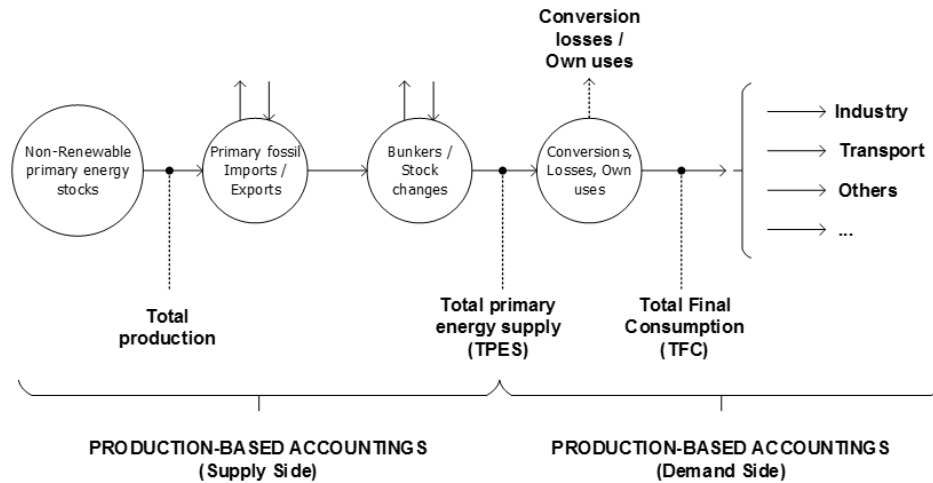 Conversion
losses /
Own uses
Non-Renewable
primary energy
stocks
Primary fossil
Imports /
Exports
Bunkers /
Stock
changes
Conversions,
Losses, Own
uses
Industry
Transport
Others
...
Total
production
Total primary
energy supply
(TPES)
Total Final
Consumption
(TFC)
PRODUCTION-BASED ACCOUNTINGS
(Supply Side)
PRODUCTION-BASED ACCOUNTINGS
(Demand Side)